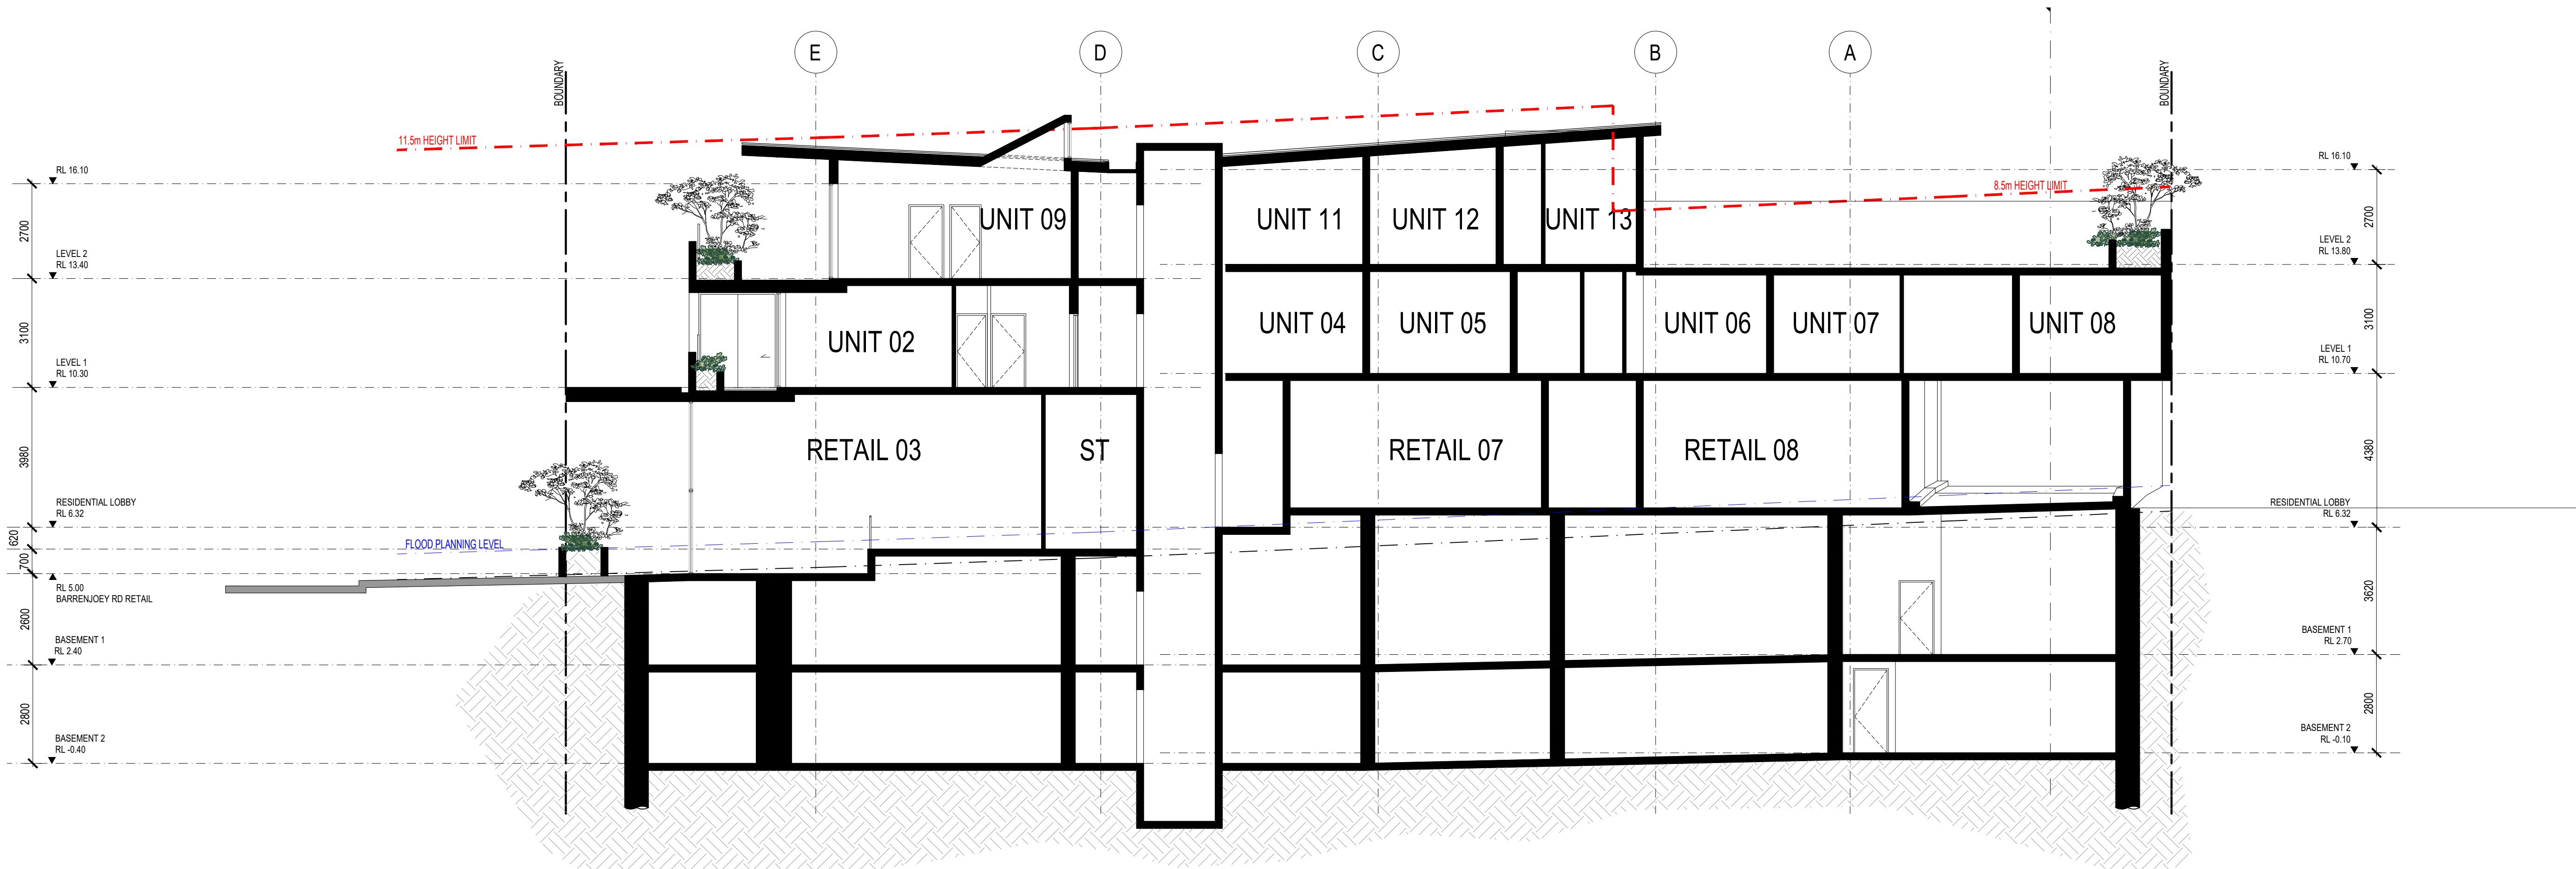 E
D
C
B
A
BOUNDARY
BOUNDARY
11.5m HEIGHT LIMIT
8.5m HEIGHT LIMIT
RL 16.10
2700
LEVEL 2
RL 13.40
3100
LEVEL 1
RL 10.30
3980
RESIDENTIAL LOBBY
RL 6.32
620
700
RL 5.00
BARRENJOEY RD RETAIL
2600
BASEMENT 1
RL 2.40
2800
BASEMENT 2
RL -0.40
FLOOD PLANNING LEVEL
UNIT 09
UNIT 11
UNIT 12
UNIT 13
UNIT 02
UNIT 04
UNIT 05
UNIT 06
UNIT 07
UNIT 08
RETAIL 03
ST
RETAIL 07
RETAIL 08
RL 16.10
2700
LEVEL 2
RL 13.80
3100
LEVEL 1
RL 10.70
4380
RESIDENTIAL LOBBY
RL 6.32
3620
BASEMENT 1
RL 2.70
2800
BASEMENT 2
RL -0.10